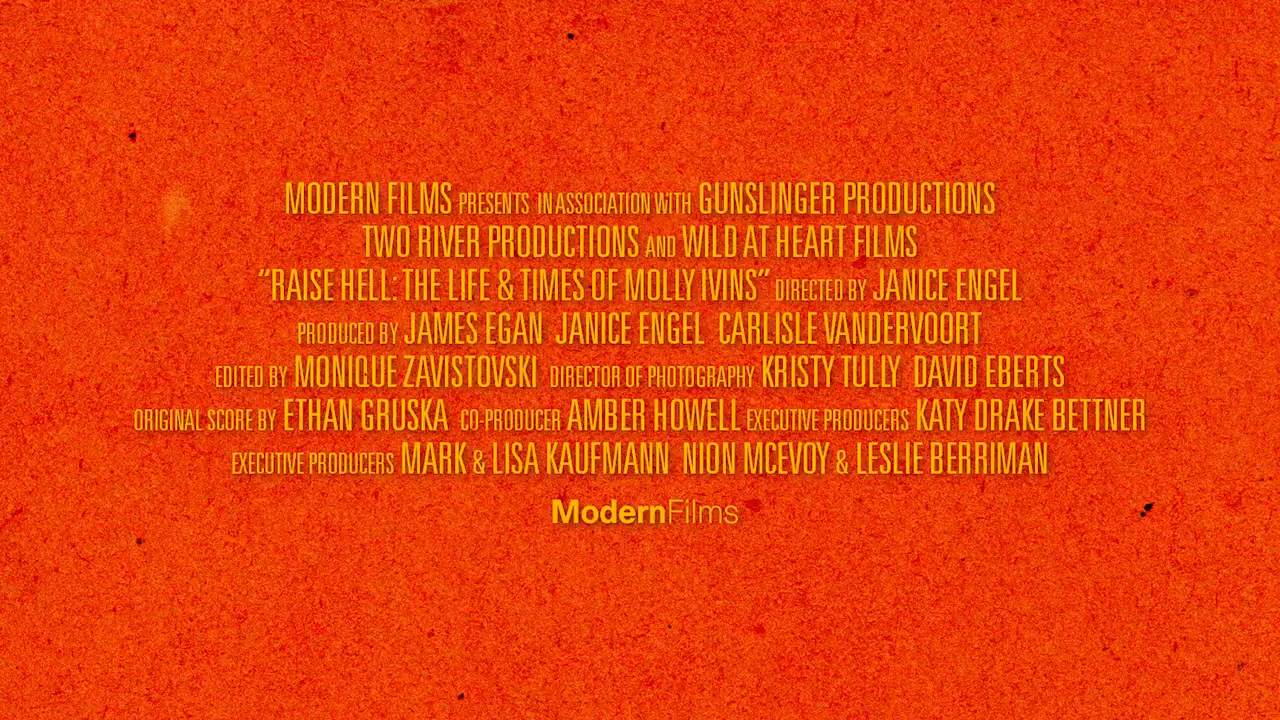 MODERN FILMS PRESENTS IN ASSOCIATION WITH GUNSLINGER PRODUCTIONS
TWO RIVER PRODUCTIONS AND WILD AT HEART FILMS
“RAISE HELL: THE LIFE & TIMES OF MOLLY IVINS” DIRECTED BY JANICE ENGEL
PRODUCED BY JAMES EGAN JANICE ENGEL CARLISLE VANDERVOORT
EDITED BY MONIQUE ZAVISTOVSKI DIRECTOR OF PHOTOGRAPHY KRISTY TULLY DAVID EBERTS
ORIGINAL SCORE BY ETHAN GRUSKA CO-PRODUCER AMBER HOWELL EXECUTIVE PRODUCERS KATY DRAKE BETTNER
EXECUTIVE PRODUCERS MARK & LISA KAUFMANN NION MCEVOY & LESLIE BERRIMAN
ModernFilms